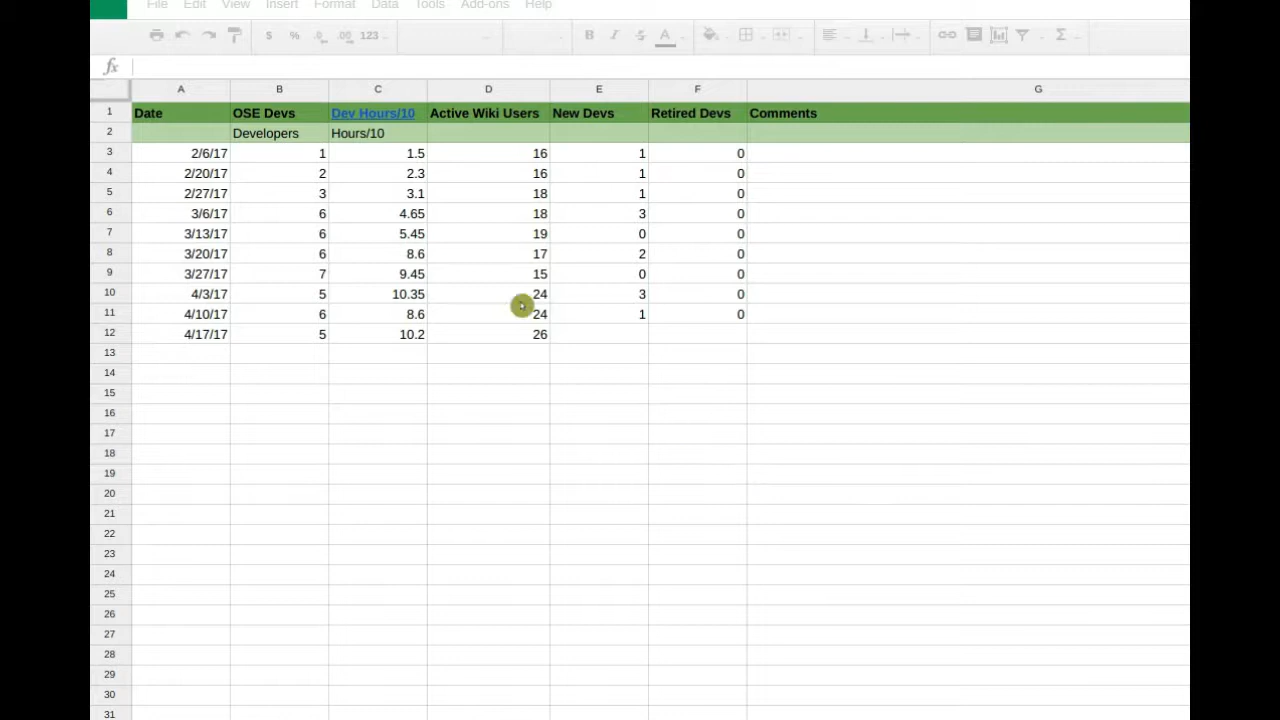 File Edit View Insert Format Data Tools Add-ons Help
$ % .0 .00 123 B I S A Σ
fx
A B C D E F G
1 Date OSE Devs Dev Hours/10 Active Wiki Users New Devs Retired Devs Comments
2 Developers Hours/10
3 2/6/17 1 1.5 16 1 0
4 2/20/17 2 2.3 16 1 0
5 2/27/17 3 3.1 18 1 0
6 3/6/17 6 4.65 18 3 0
7 3/13/17 6 5.45 19 0 0
8 3/20/17 6 8.6 17 2 0
9 3/27/17 7 9.45 15 0 0
10 4/3/17 5 10.35 24 3 0
11 4/10/17 6 8.6 24 1 0
12 4/17/17 5 10.2 26
13
14
15
16
17
18
19
20
21
22
23
24
25
26
27
28
29
30
31